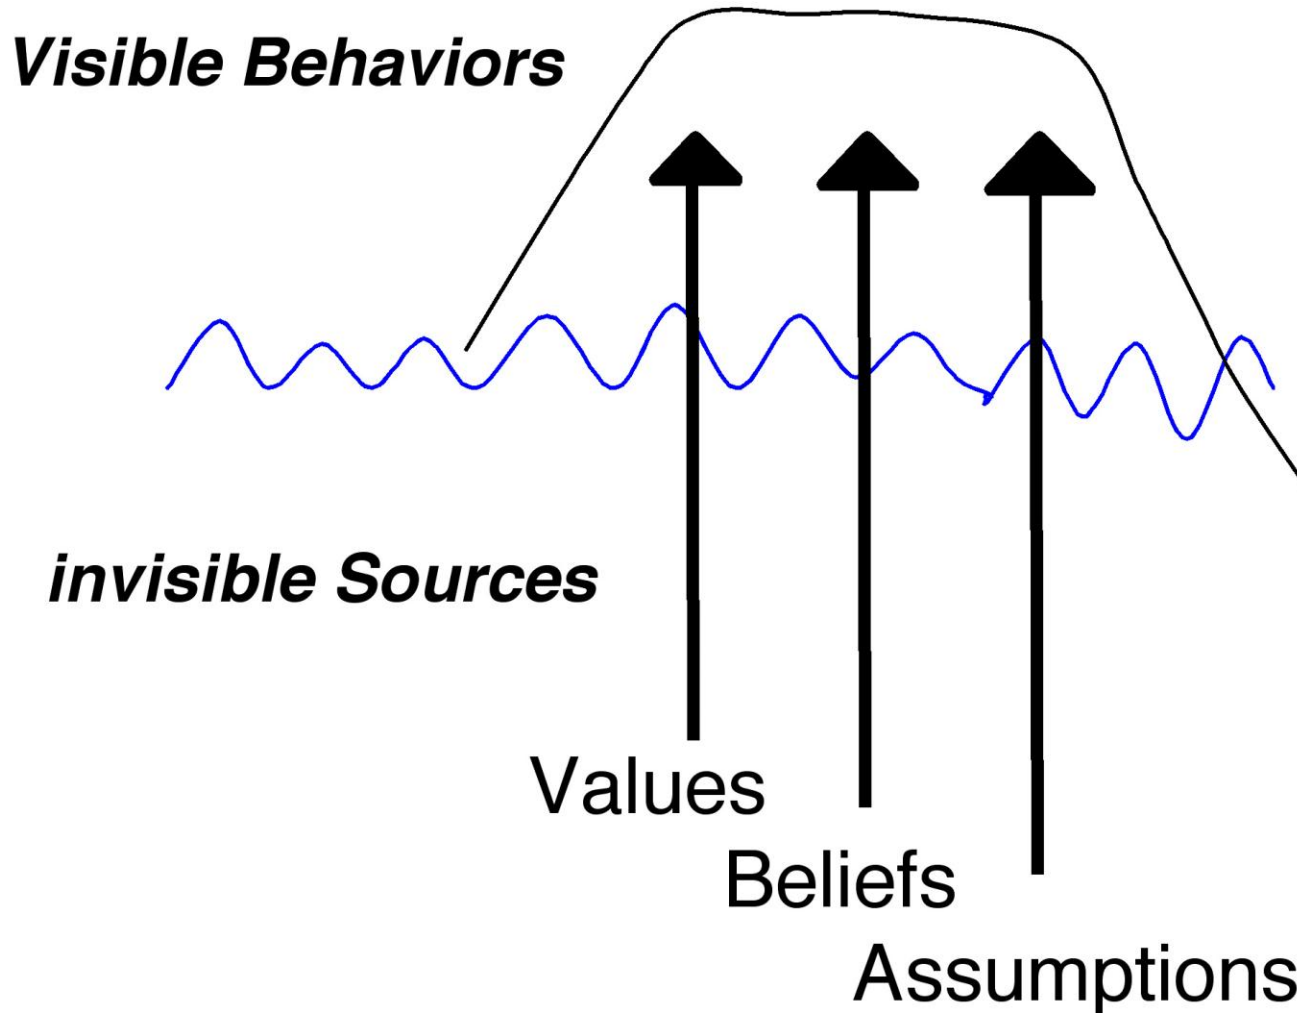 Visible Behaviors
invisible Sources
Values
Beliefs
Assumptions